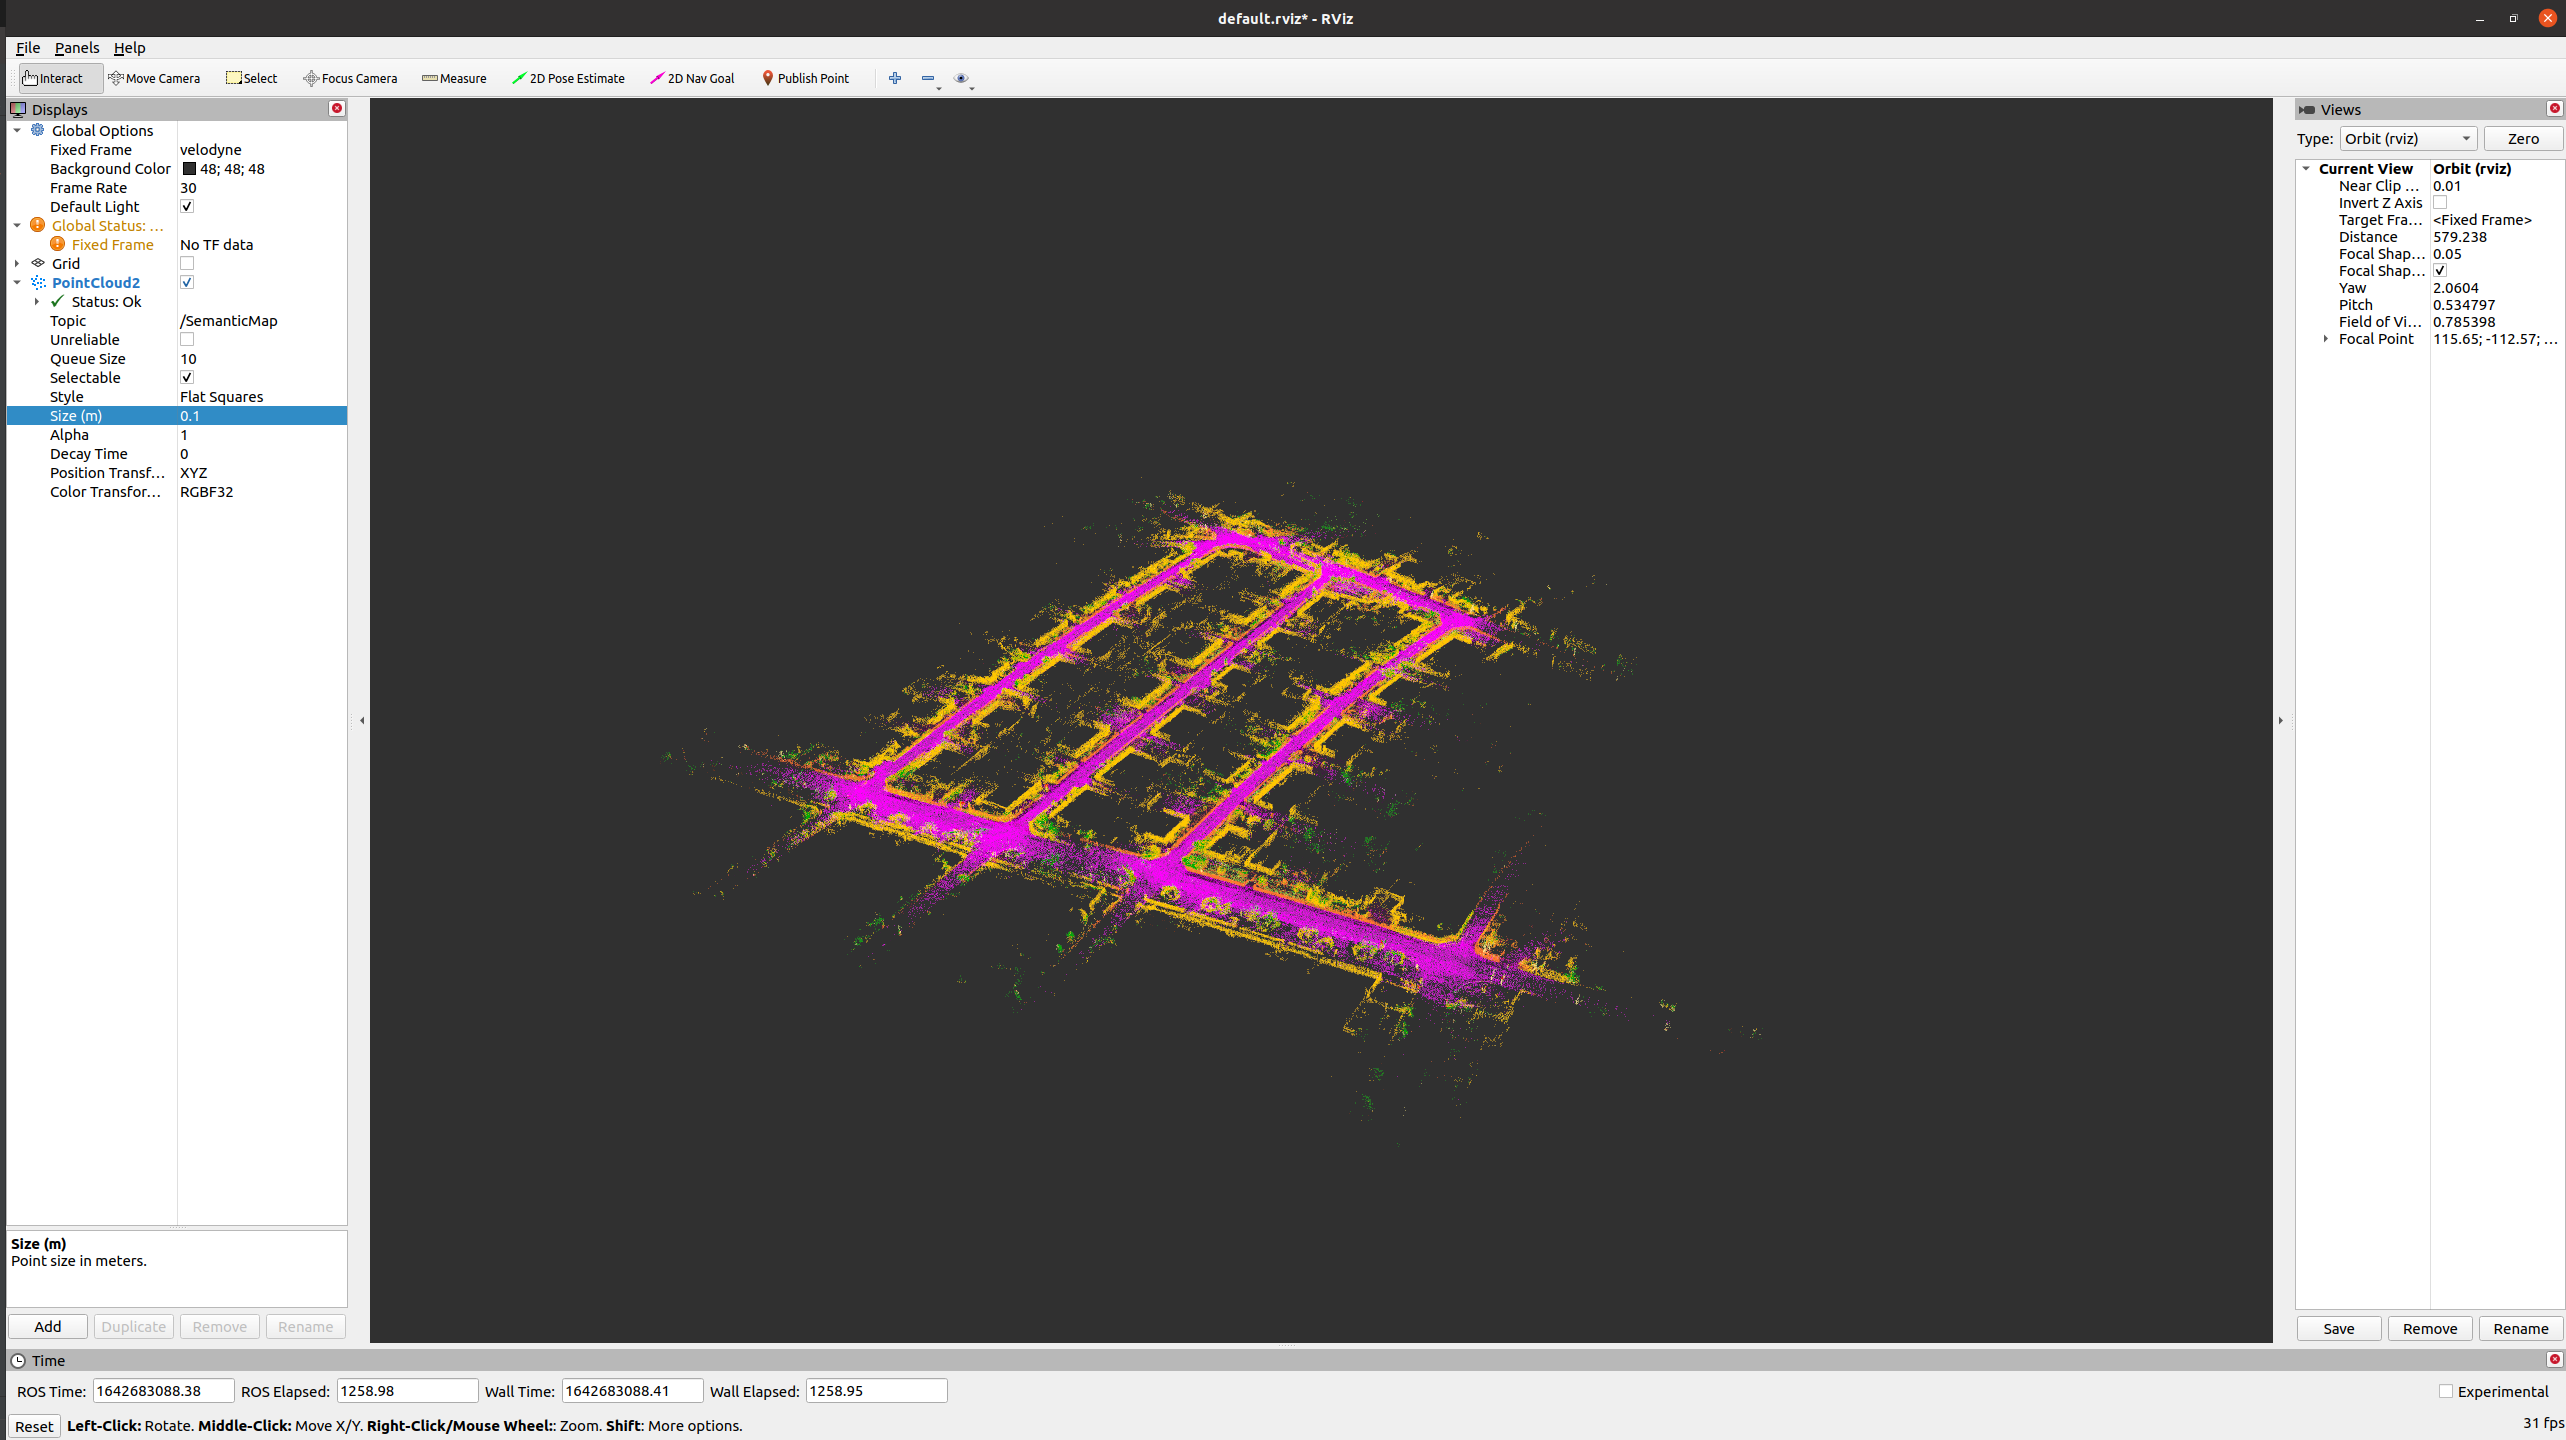 default.rviz* - RViz
File Panels Help
Interact Move Camera Select Focus Camera Measure 2D Pose Estimate 2D Nav Goal Publish Point
Displays
Global Options
Fixed Frame velodyne
Background Color 48; 48; 48
Frame Rate 30
Default Light
Global Status: ...
Fixed Frame No TF data
Grid
PointCloud2
Status: Ok
Topic /SemanticMap
Unreliable
Queue Size 10
Selectable
Style Flat Squares
Size (m) 0.1
Alpha 1
Decay Time 0
Position Transf... XYZ
Color Transfor... RGBF32
Size (m)
Point size in meters.
Add Duplicate Remove Rename
Views
Type: Orbit (rviz) Zero
Current View Orbit (rviz)
Near Clip ... 0.01
Invert Z Axis
Target Fra... <Fixed Frame>
Distance 579.238
Focal Shap... 0.05
Focal Shap...
Yaw 2.0604
Pitch 0.534797
Field of Vi... 0.785398
Focal Point 115.65; -112.57; ...
Save Remove Rename
Time
ROS Time: 1642683088.38 ROS Elapsed: 1258.98 Wall Time: 1642683088.41 Wall Elapsed: 1258.95 Experimental
Reset Left-Click: Rotate. Middle-Click: Move X/Y. Right-Click/Mouse Wheel:: Zoom. Shift: More options. 31 fps